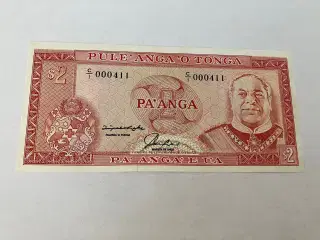 PULE'ANGA O TONGA
$2
C/1 000411
C/1 000411
PA'ANGA
$2
PA'ANGA E UA